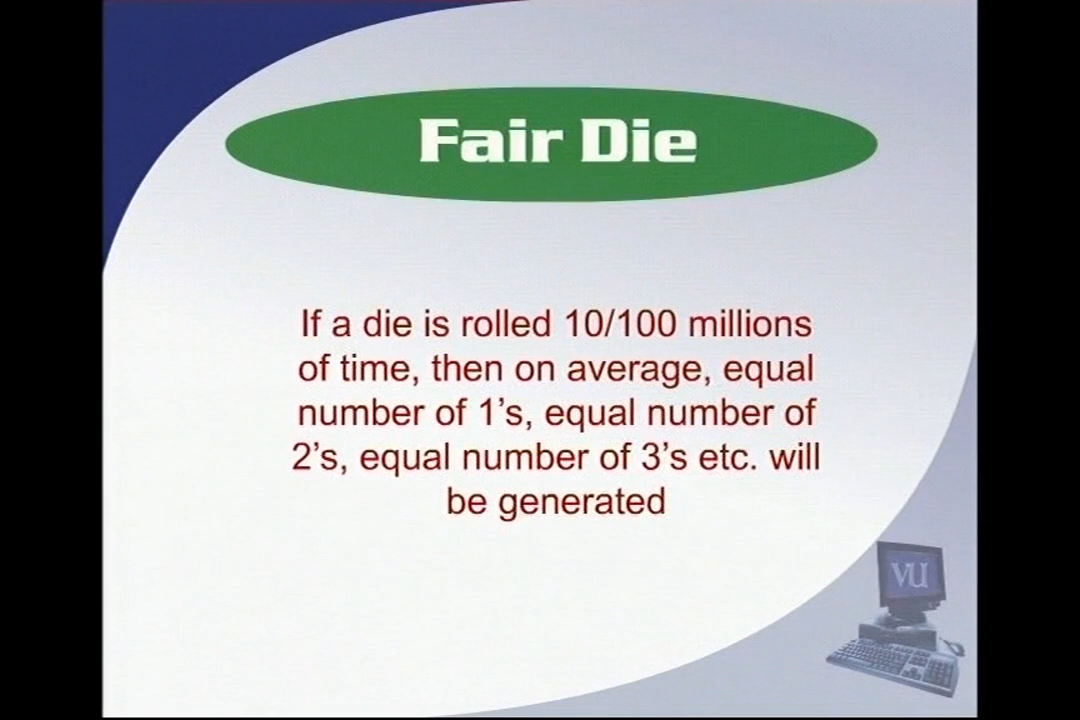 Fair Die
If a die is rolled 10/100 millions
of time, then on average, equal
number of 1’s, equal number of
2’s, equal number of 3’s etc. will
be generated
VU